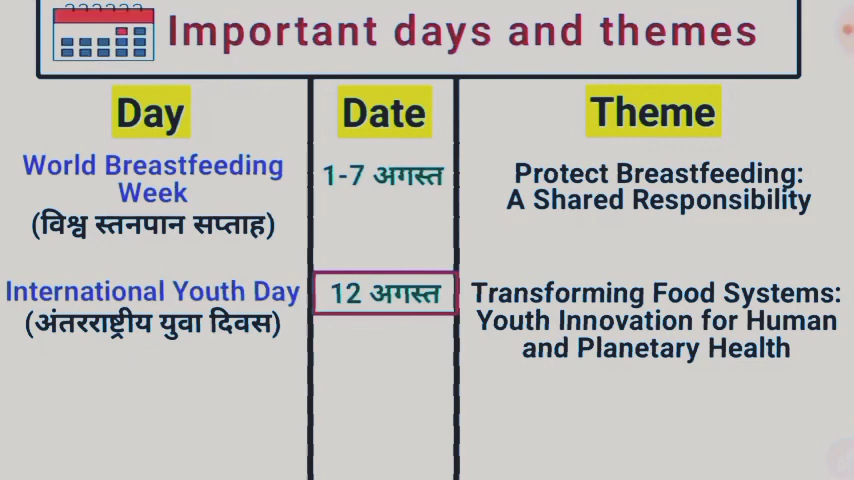 Important days and themes
Day
Date
Theme
World Breastfeeding
Week
(विश्व स्तनपान सप्ताह)
1-7 अगस्त
Protect Breastfeeding:
A Shared Responsibility
International Youth Day
(अंतरराष्ट्रीय युवा दिवस)
12 अगस्त
Transforming Food Systems:
Youth Innovation for Human
and Planetary Health